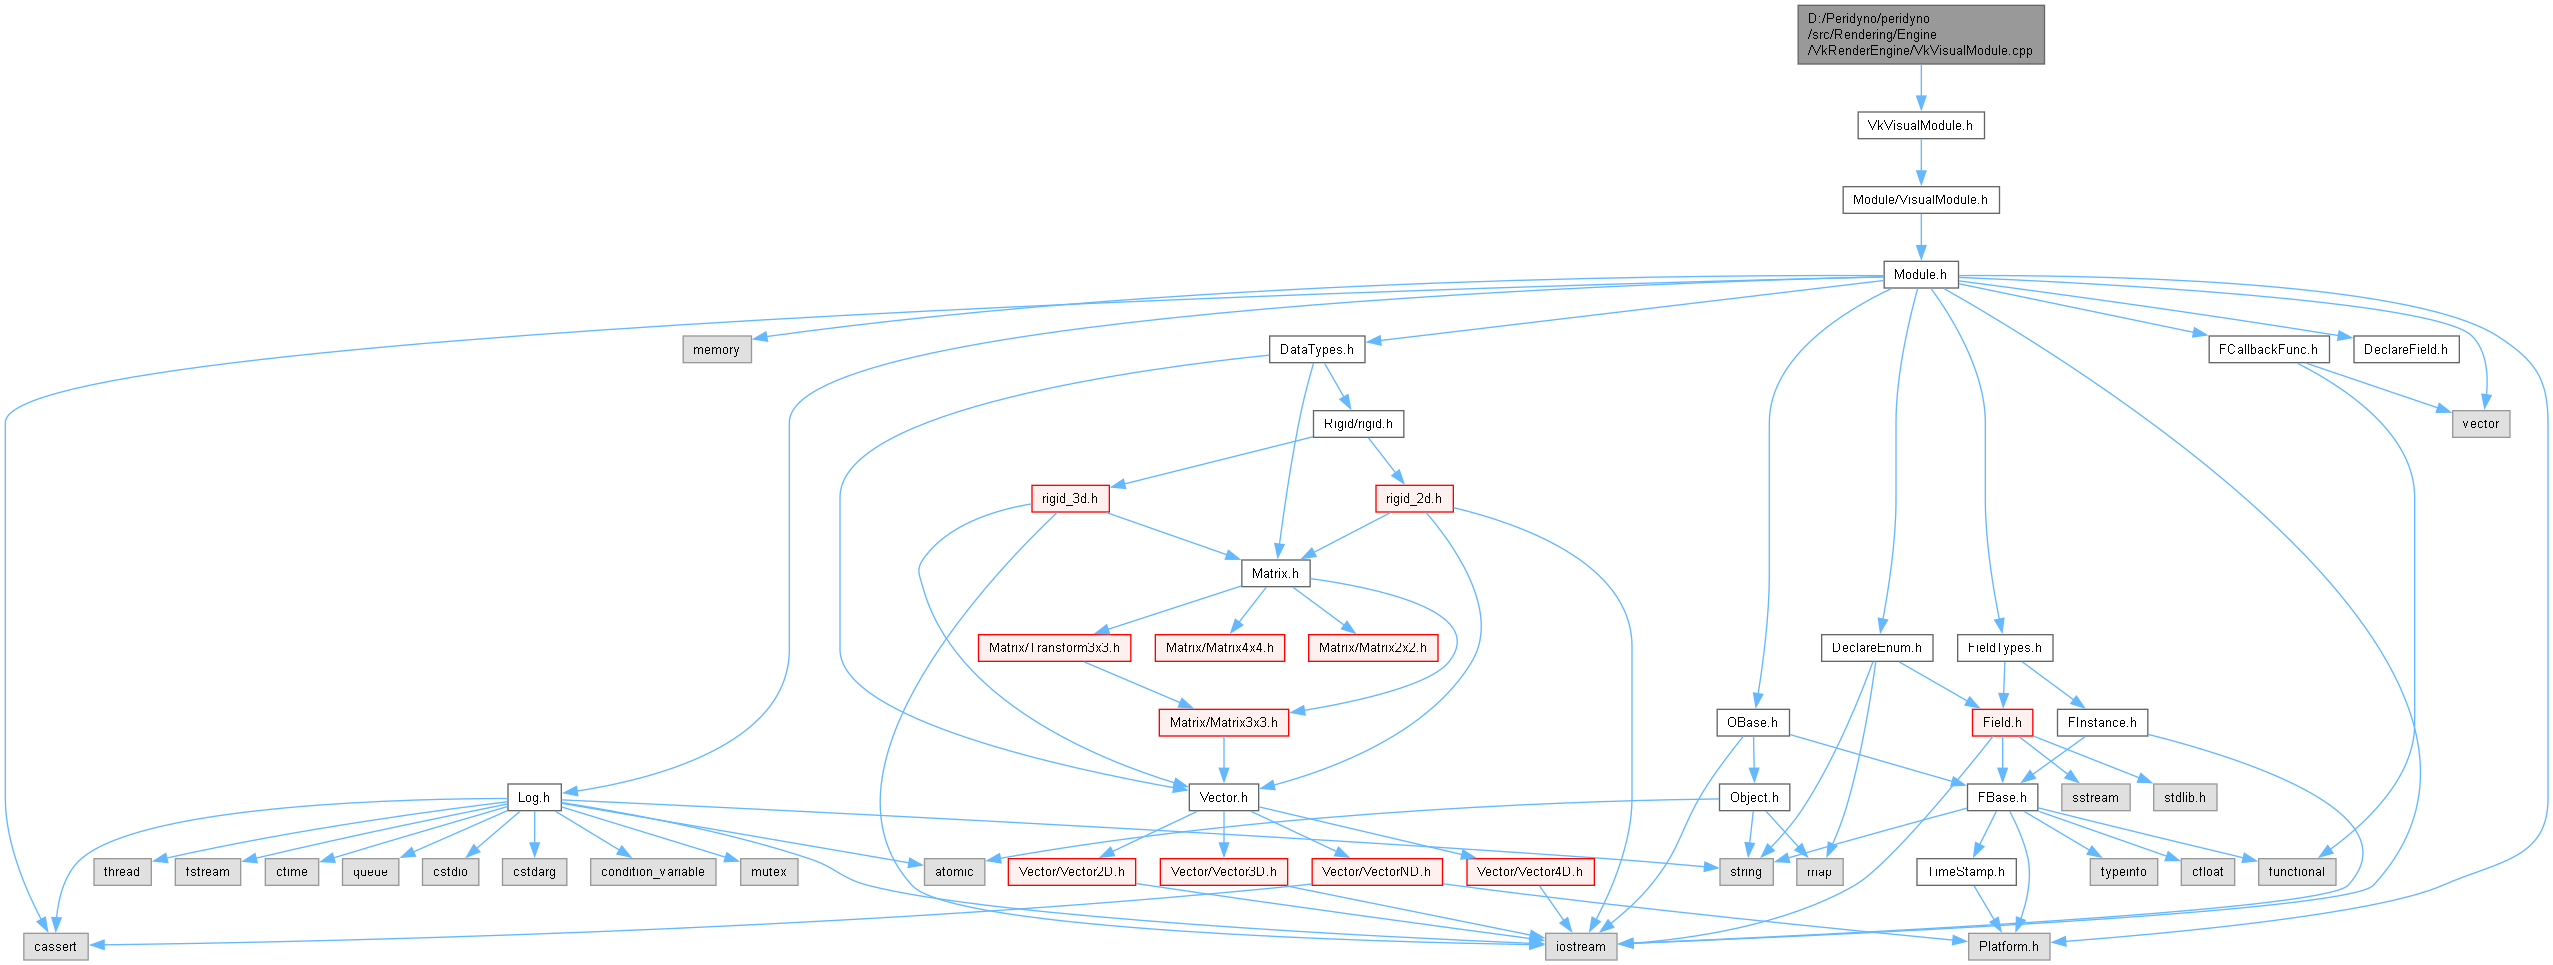 D:/Peridyno/peridyno
/src/Rendering/Engine
/VkRenderEngine/VkVisualModule.cpp
VkVisualModule.h
Module/VisualModule.h
Module.h
memory
DataTypes.h
FCallbackFunc.h
DeclareField.h
Rigid/rigid.h
vector
rigid_3d.h
rigid_2d.h
Matrix.h
Matrix/Transform3x3.h
Matrix/Matrix4x4.h
Matrix/Matrix2x2.h
DeclareEnum.h
FieldTypes.h
Matrix/Matrix3x3.h
OBase.h
Field.h
FInstance.h
Log.h
Vector.h
Object.h
FBase.h
sstream
stdlib.h
thread
fstream
ctime
queue
cstdio
cstdarg
condition_variable
mutex
atomic
Vector/Vector2D.h
Vector/Vector3D.h
Vector/VectorND.h
Vector/Vector4D.h
string
map
TimeStamp.h
typeinfo
cfloat
functional
cassert
iostream
Platform.h